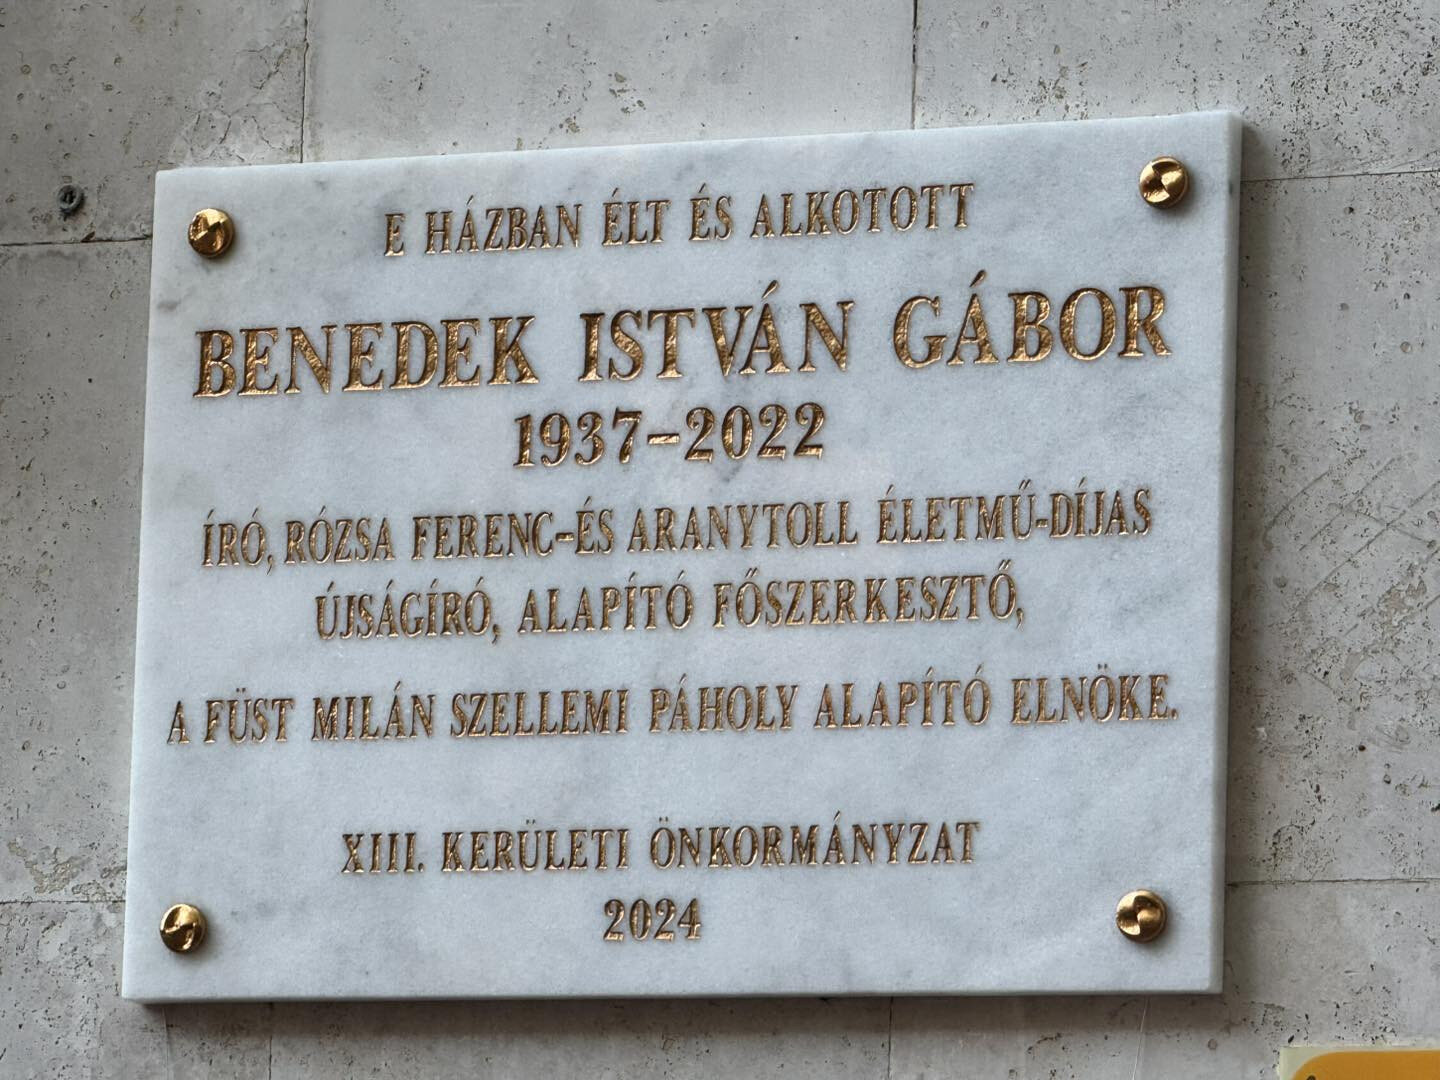 E HÁZBAN ÉLT ÉS ALKOTOTT
BENEDEK ISTVÁN GÁBOR
1937–2022
ÍRÓ, RÓZSA FERENC-ÉS ARANYTOLL ÉLETMŰ-DÍJAS
ÚJSÁGÍRÓ, ALAPÍTÓ FŐSZERKESZTŐ,
A FÜST MILÁN SZELLEMI PÁHOLY ALAPÍTÓ ELNÖKE.
XIII. KERÜLETI ÖNKORMÁNYZAT
2024